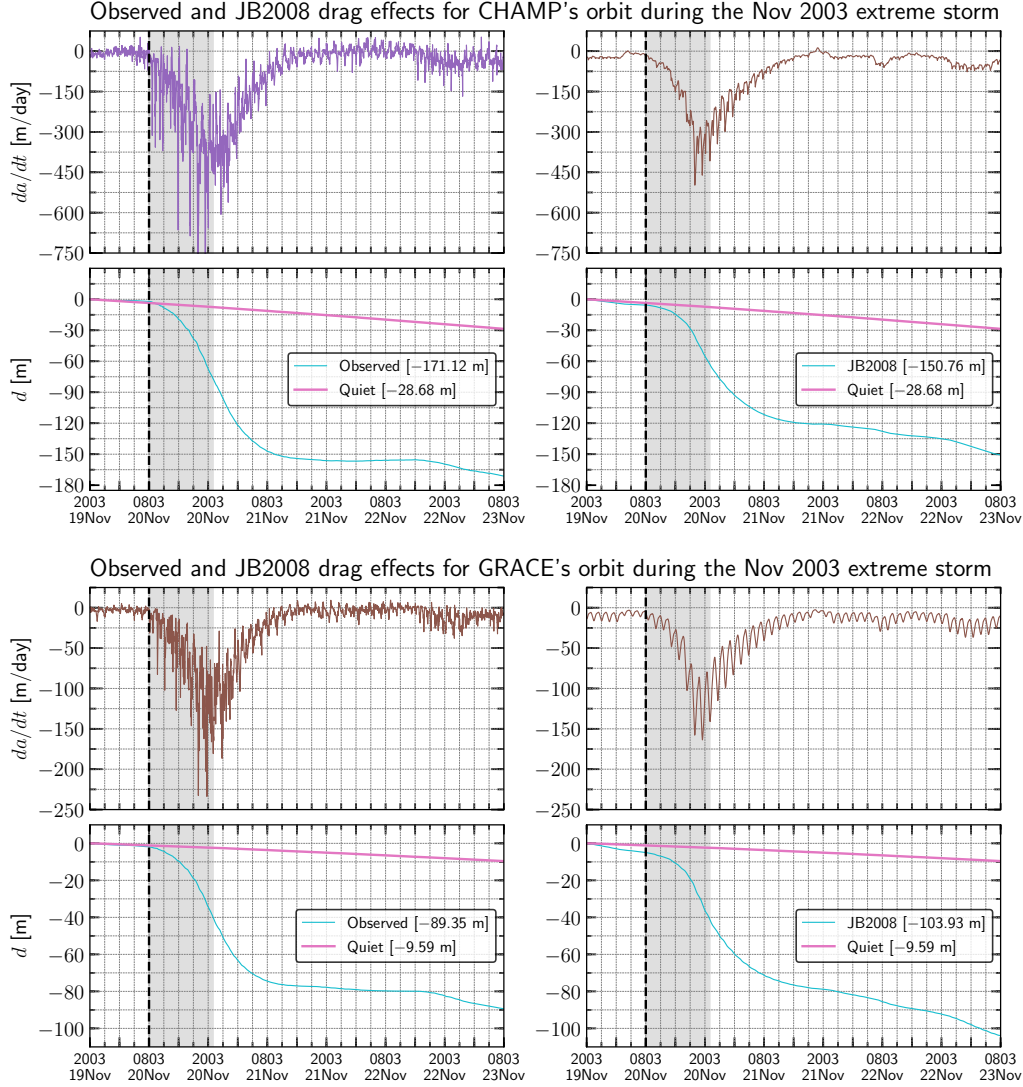 Observed and JB2008 drag effects for CHAMP's orbit during the Nov 2003 extreme storm
da/dt [m/day]
0
−150
−300
−450
−600
−750
0
−150
−300
−450
−600
−750
d [m]
0
−30
−60
−90
−120
−150
−180
Observed [−171.12 m]
Quiet [−28.68 m]
0
−30
−60
−90
−120
−150
−180
JB2008 [−150.76 m]
Quiet [−28.68 m]
2003 0803 2003 0803 2003 0803 2003 0803
19Nov 20Nov 20Nov 21Nov 21Nov 22Nov 22Nov 23Nov
2003 0803 2003 0803 2003 0803 2003 0803
19Nov 20Nov 20Nov 21Nov 21Nov 22Nov 22Nov 23Nov
Observed and JB2008 drag effects for GRACE's orbit during the Nov 2003 extreme storm
da/dt [m/day]
0
−50
−100
−150
−200
−250
0
−50
−100
−150
−200
−250
d [m]
0
−20
−40
−60
−80
−100
Observed [−89.35 m]
Quiet [−9.59 m]
0
−20
−40
−60
−80
−100
JB2008 [−103.93 m]
Quiet [−9.59 m]
2003 0803 2003 0803 2003 0803 2003 0803
19Nov 20Nov 20Nov 21Nov 21Nov 22Nov 22Nov 23Nov
2003 0803 2003 0803 2003 0803 2003 0803
19Nov 20Nov 20Nov 21Nov 21Nov 22Nov 22Nov 23Nov